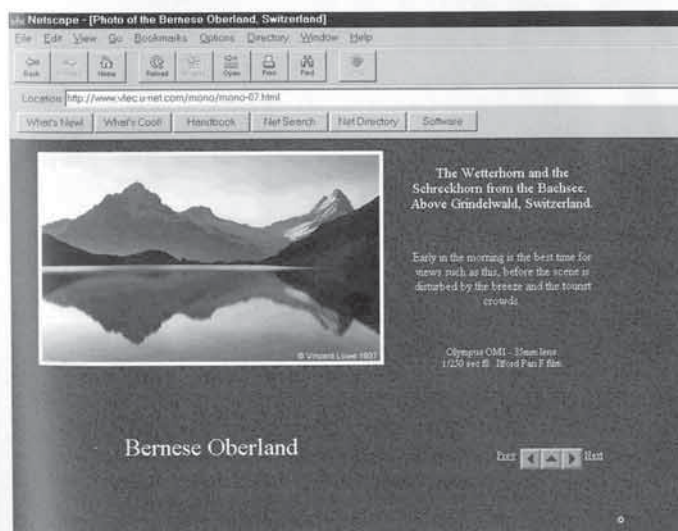 Netscape - [Photo of the Bernese Oberland, Switzerland]
File Edit View Go Bookmarks Options Directory Window Help
Back Home Reload Open Print Find
Location: http://www.vlec.u-net.com/mono/mono-07.html
What's New! What's Cool! Handbook Net Search Net Directory Software
The Wetterhorn and the
Schreckhorn from the Bachsee.
Above Grindelwald, Switzerland.
Early in the morning is the best time for
views such as this, before the scene is
disturbed by the breeze and the tourist
crowds.
© Vincent Lowe 1997
Olympus OM1 - 35mm lens.
1/250 sec f8. Ilford Pan F film.
Bernese Oberland
Prev Next